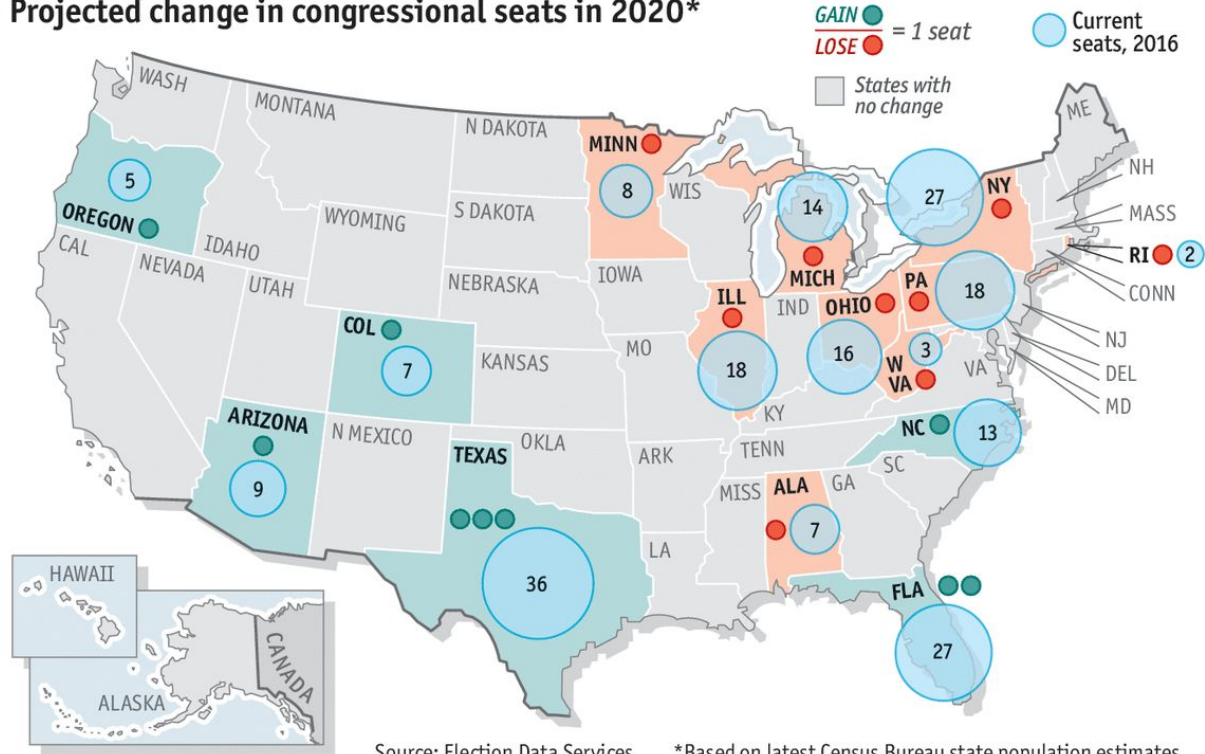 Projected change in congressional seats in 2020*
GAIN
LOSE
= 1 seat
Current
seats, 2016
States with
no change
WASH
MONTANA
N DAKOTA
MINN
8
WIS
14
MICH
27
NY
ME
NH
MASS
RI
2
CONN
NJ
DEL
MD
5
OREGON
IDAHO
WYOMING
S DAKOTA
CAL
NEVADA
UTAH
NEBRASKA
IOWA
ILL
18
IND
OHIO
16
PA
18
W
VA
3
VA
COL
7
KANSAS
MO
KY
ARIZONA
9
N MEXICO
OKLA
TEXAS
36
ARK
TENN
NC
13
SC
MISS
ALA
7
GA
LA
FLA
27
HAWAII
ALASKA
CANADA
Source: Election Data Services
*Based on latest Census Bureau state population estimates